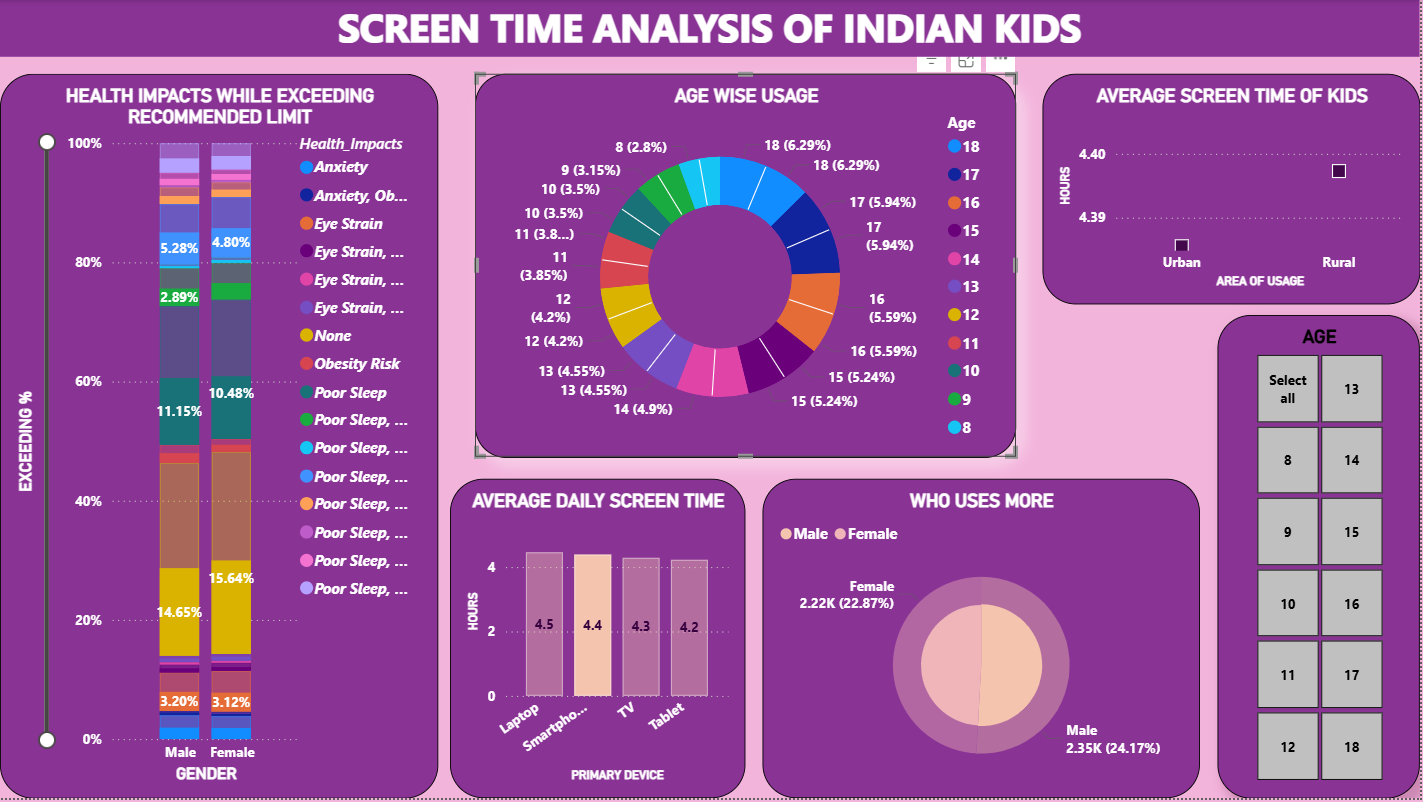 SCREEN TIME ANALYSIS OF INDIAN KIDS
HEALTH IMPACTS WHILE EXCEEDING
RECOMMENDED LIMIT
EXCEEDING %
100%
80%
60%
40%
20%
0%
5.28%
4.80%
2.89%
11.15%
10.48%
14.65%
15.64%
3.20%
3.12%
Male
Female
GENDER
Health_Impacts
Anxiety
Anxiety, Ob...
Eye Strain
Eye Strain, ...
Eye Strain, ...
Eye Strain, ...
None
Obesity Risk
Poor Sleep
Poor Sleep, ...
Poor Sleep, ...
Poor Sleep, ...
Poor Sleep, ...
Poor Sleep, ...
Poor Sleep, ...
Poor Sleep, ...
AGE WISE USAGE
18 (6.29%)
18 (6.29%)
17 (5.94%)
17
(5.94%)
16
(5.59%)
16 (5.59%)
15 (5.24%)
15 (5.24%)
14 (4.9%)
13 (4.55%)
13 (4.55%)
12 (4.2%)
12
(4.2%)
11
(3.85%)
11 (3.8...)
10 (3.5%)
10 (3.5%)
9 (3.15%)
8 (2.8%)
Age
18
17
16
15
14
13
12
11
10
9
8
AVERAGE SCREEN TIME OF KIDS
HOURS
4.40
4.39
Urban
Rural
AREA OF USAGE
AVERAGE DAILY SCREEN TIME
HOURS
4
2
0
4.5
4.4
4.3
4.2
Laptop
Smartpho...
TV
Tablet
PRIMARY DEVICE
WHO USES MORE
Male
Female
Female
2.22K (22.87%)
Male
2.35K (24.17%)
AGE
Select
all
13
8
14
9
15
10
16
11
17
12
18